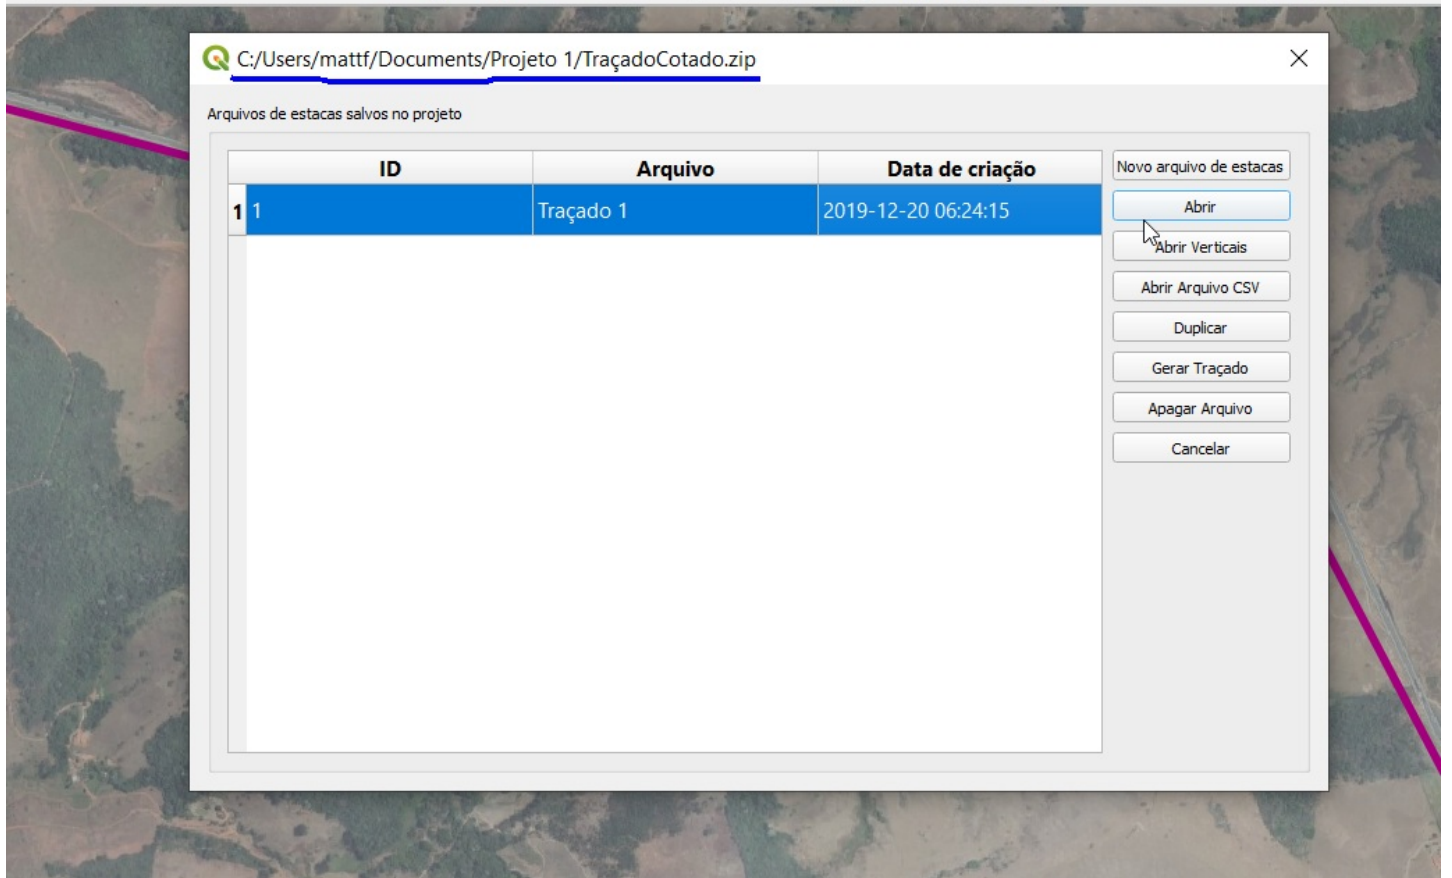 C:/Users/mattf/Documents/Projeto 1/TraçadoCotado.zip
Arquivos de estacas salvos no projeto
ID Arquivo Data de criação
1 1 Traçado 1 2019-12-20 06:24:15
Novo arquivo de estacas
Abrir
Abrir Verticais
Abrir Arquivo CSV
Duplicar
Gerar Traçado
Apagar Arquivo
Cancelar